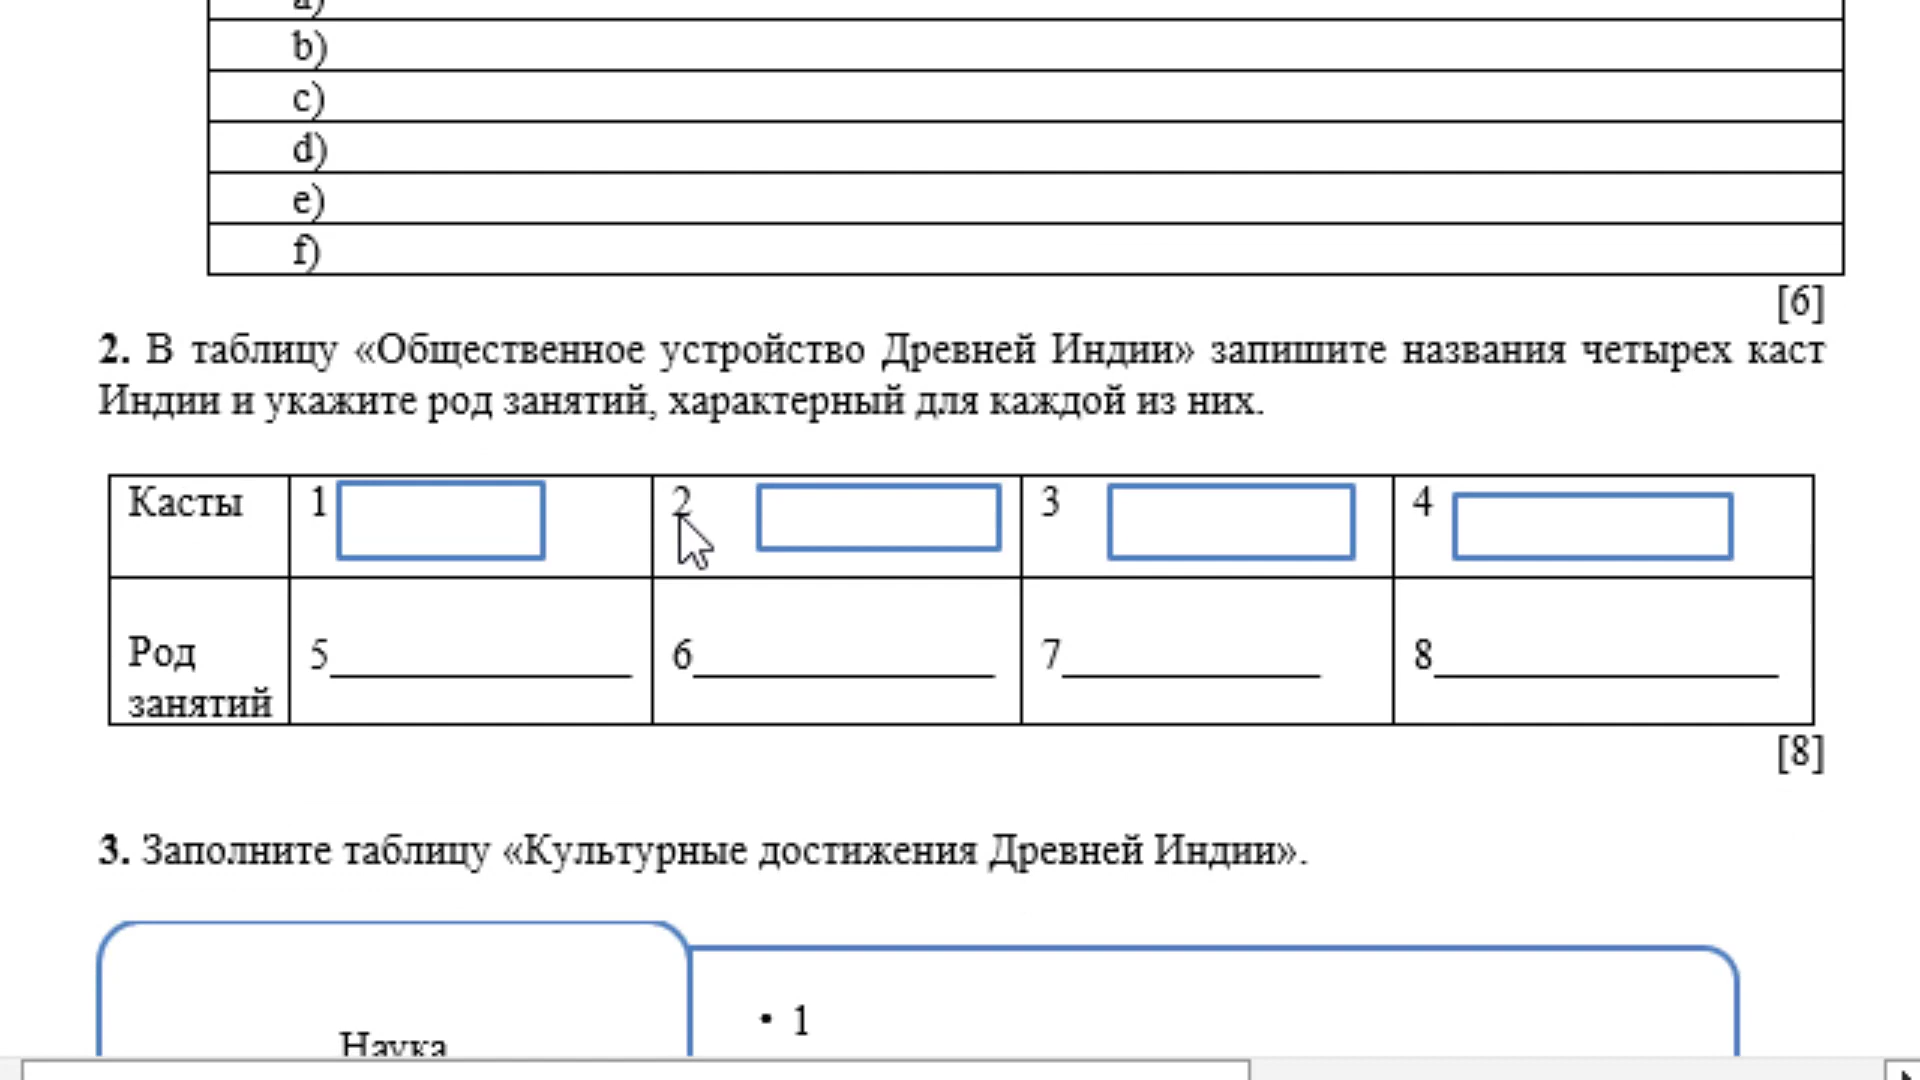 a)
b)
c)
d)
e)
f)
[6]
2. В таблицу «Общественное устройство Древней Индии» запишите названия четырех каст
Индии и укажите род занятий, характерный для каждой из них.
Касты 1 2 3 4
Род
занятий 5 6 7 8
[8]
3. Заполните таблицу «Культурные достижения Древней Индии».
• 1
Наука